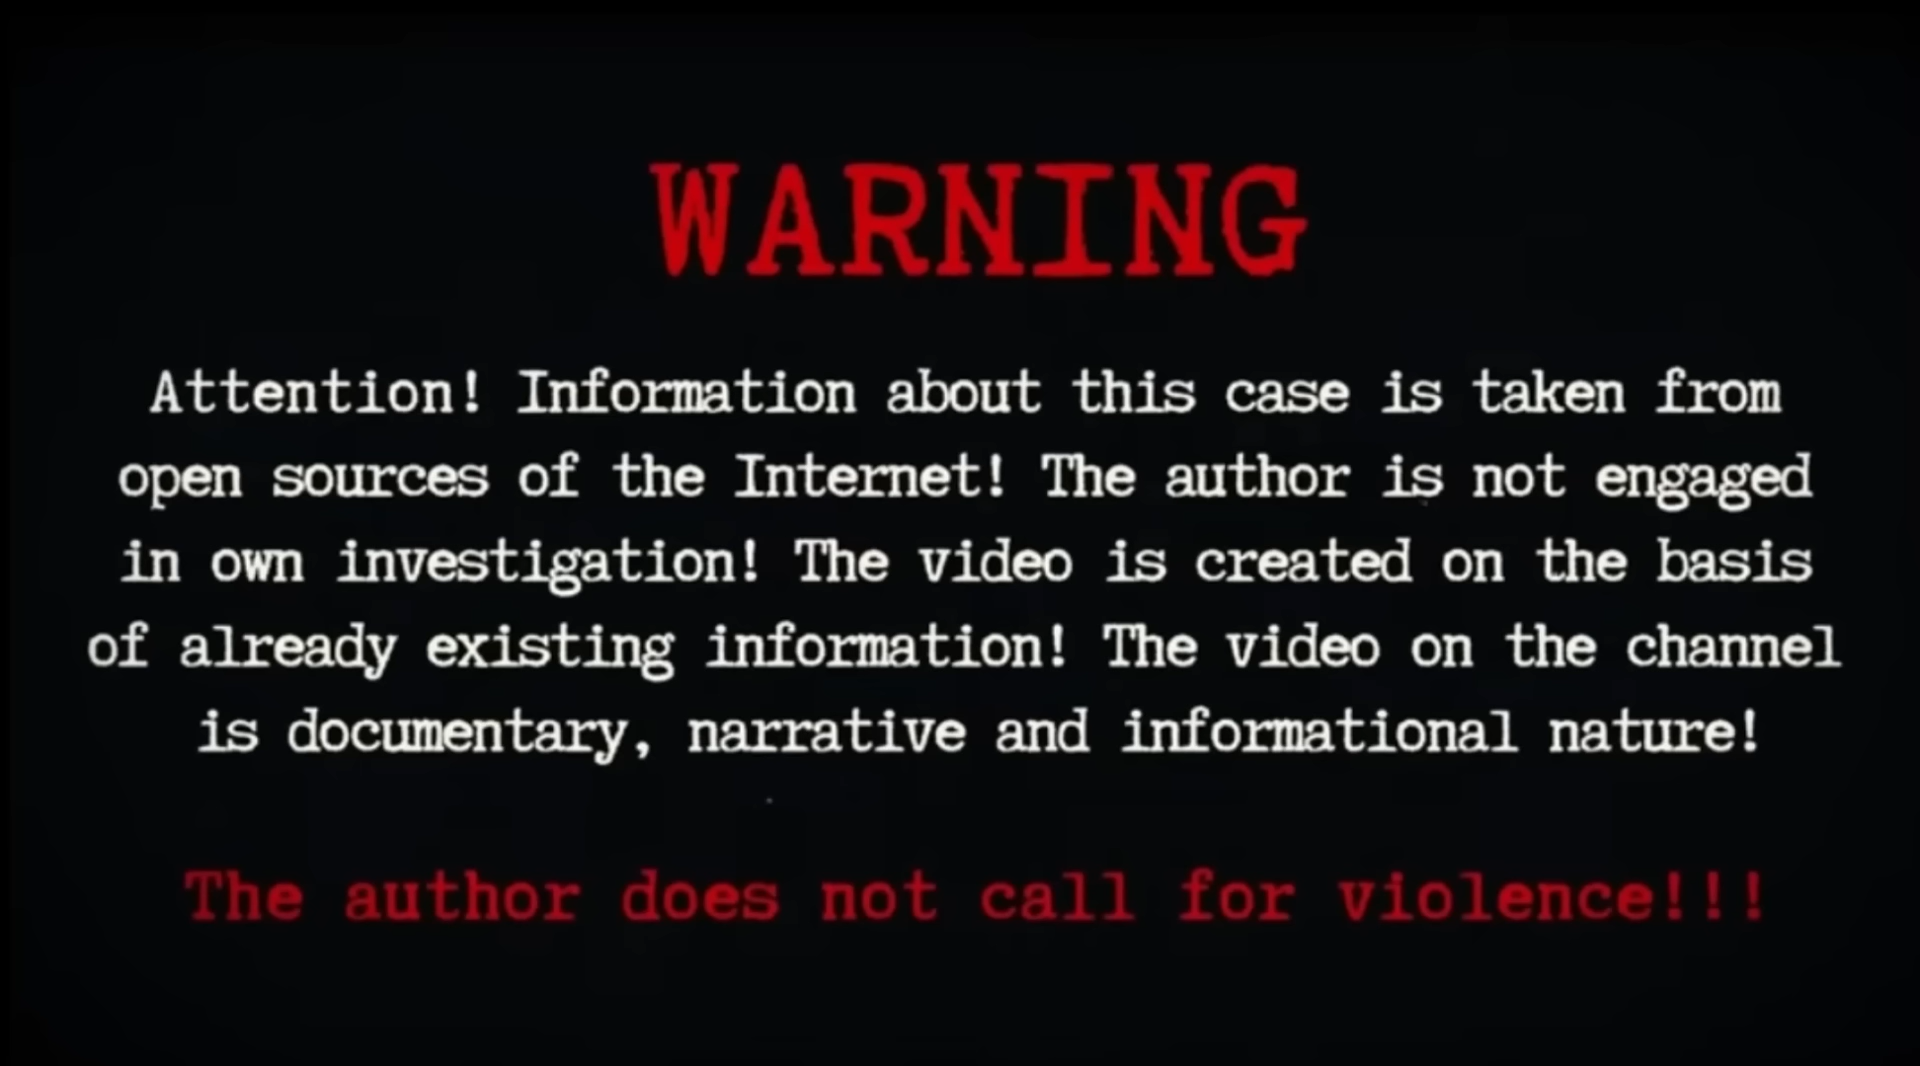 WARNING
Attention! Information about this case is taken from
open sources of the Internet! The author is not engaged
in own investigation! The video is created on the basis
of already existing information! The video on the channel
is documentary, narrative and informational nature!
The author does not call for violence!!!